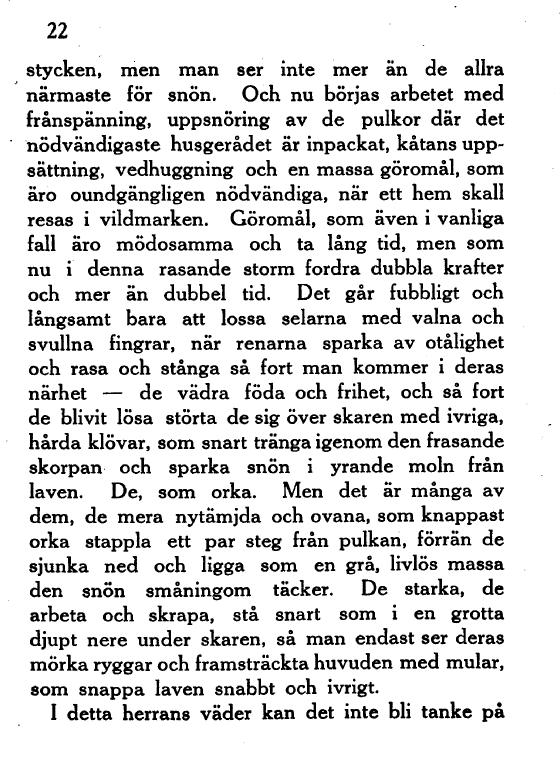 22
stycken, men man ser inte mer än de allra
närmaste för snön. Och nu börjas arbetet med
frånspänning, uppsnöring av de pulkor där det
nödvändigaste husgerådet är inpackat, kåtans upp-
sättning, vedhuggning och en massa göromål, som
äro oundgängligen nödvändiga, när ett hem skall
resas i vildmarken. Göromål, som även i vanliga
fall äro mödosamma och ta lång tid, men som
nu i denna rasande storm fordra dubbla krafter
och mer än dubbel tid. Det går fubbligt och
långsamt bara att lossa selarna med valna och
svullna fingrar, när renarna sparka av otålighet
och rasa och stånga så fort man kommer i deras
närhet — de vädra föda och frihet, och så fort
de blivit lösa störta de sig över skaren med ivriga,
hårda klövar, som snart tränga igenom den frasande
skorpan och sparka snön i yrande moln från
laven. De, som orka. Men det är många av
dem, de mera nytämjda och ovana, som knappast
orka stappla ett par steg från pulkan, förrän de
sjunka ned och ligga som en grå, livlös massa
den snön småningom täcker. De starka, de
arbeta och skrapa, stå snart som i en grotta
djupt nere under skaren, så man endast ser deras
mörka ryggar och framsträckta huvuden med mular,
som snappa laven snabbt och ivrigt.
I detta herrans väder kan det inte bli tanke på